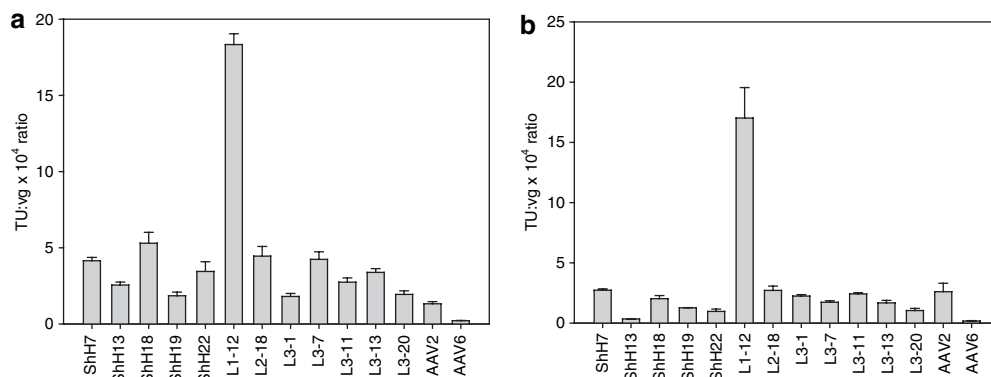 a
20
15
10
5
0
TU:vg x 10⁴ ratio
ShH7
ShH13
ShH18
ShH19
ShH22
L1-12
L2-18
L3-1
L3-7
L3-11
L3-13
L3-20
AAV2
AAV6
b
25
20
15
10
5
0
TU:vg x 10⁴ ratio
ShH7
ShH13
ShH18
ShH19
ShH22
L1-12
L2-18
L3-1
L3-7
L3-11
L3-13
L3-20
AAV2
AAV6